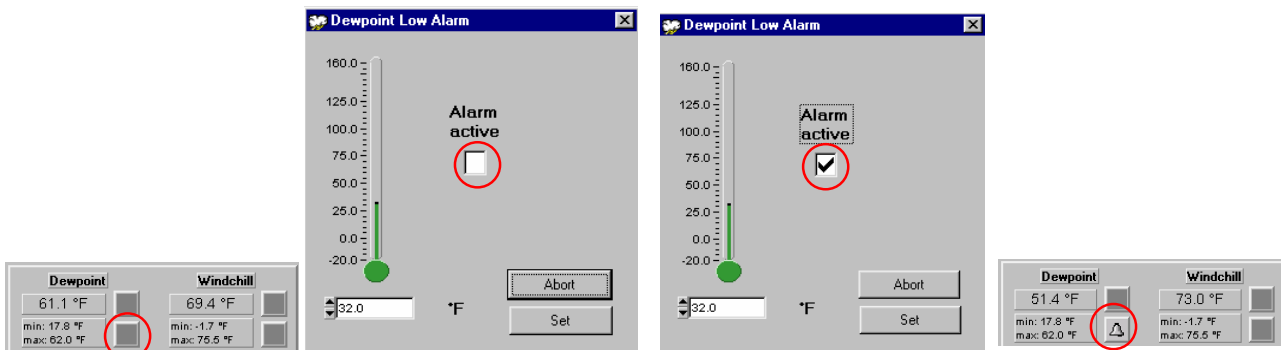 Dewpoint Windchill
61.1 °F 69.4 °F
min: 17.8 °F min: -1.7 °F
max: 62.0 °F max: 75.5 °F
Dewpoint Low Alarm
160.0
125.0
100.0
75.0
50.0
25.0
0.0
-20.0
Alarm
active
Abort
32.0 °F
Set
Dewpoint Low Alarm
160.0
125.0
100.0
75.0
50.0
25.0
0.0
-20.0
Alarm
active
Abort
32.0 °F
Set
Dewpoint Windchill
51.4 °F 73.0 °F
min: 17.8 °F min: -1.7 °F
max: 62.0 °F max: 75.5 °F